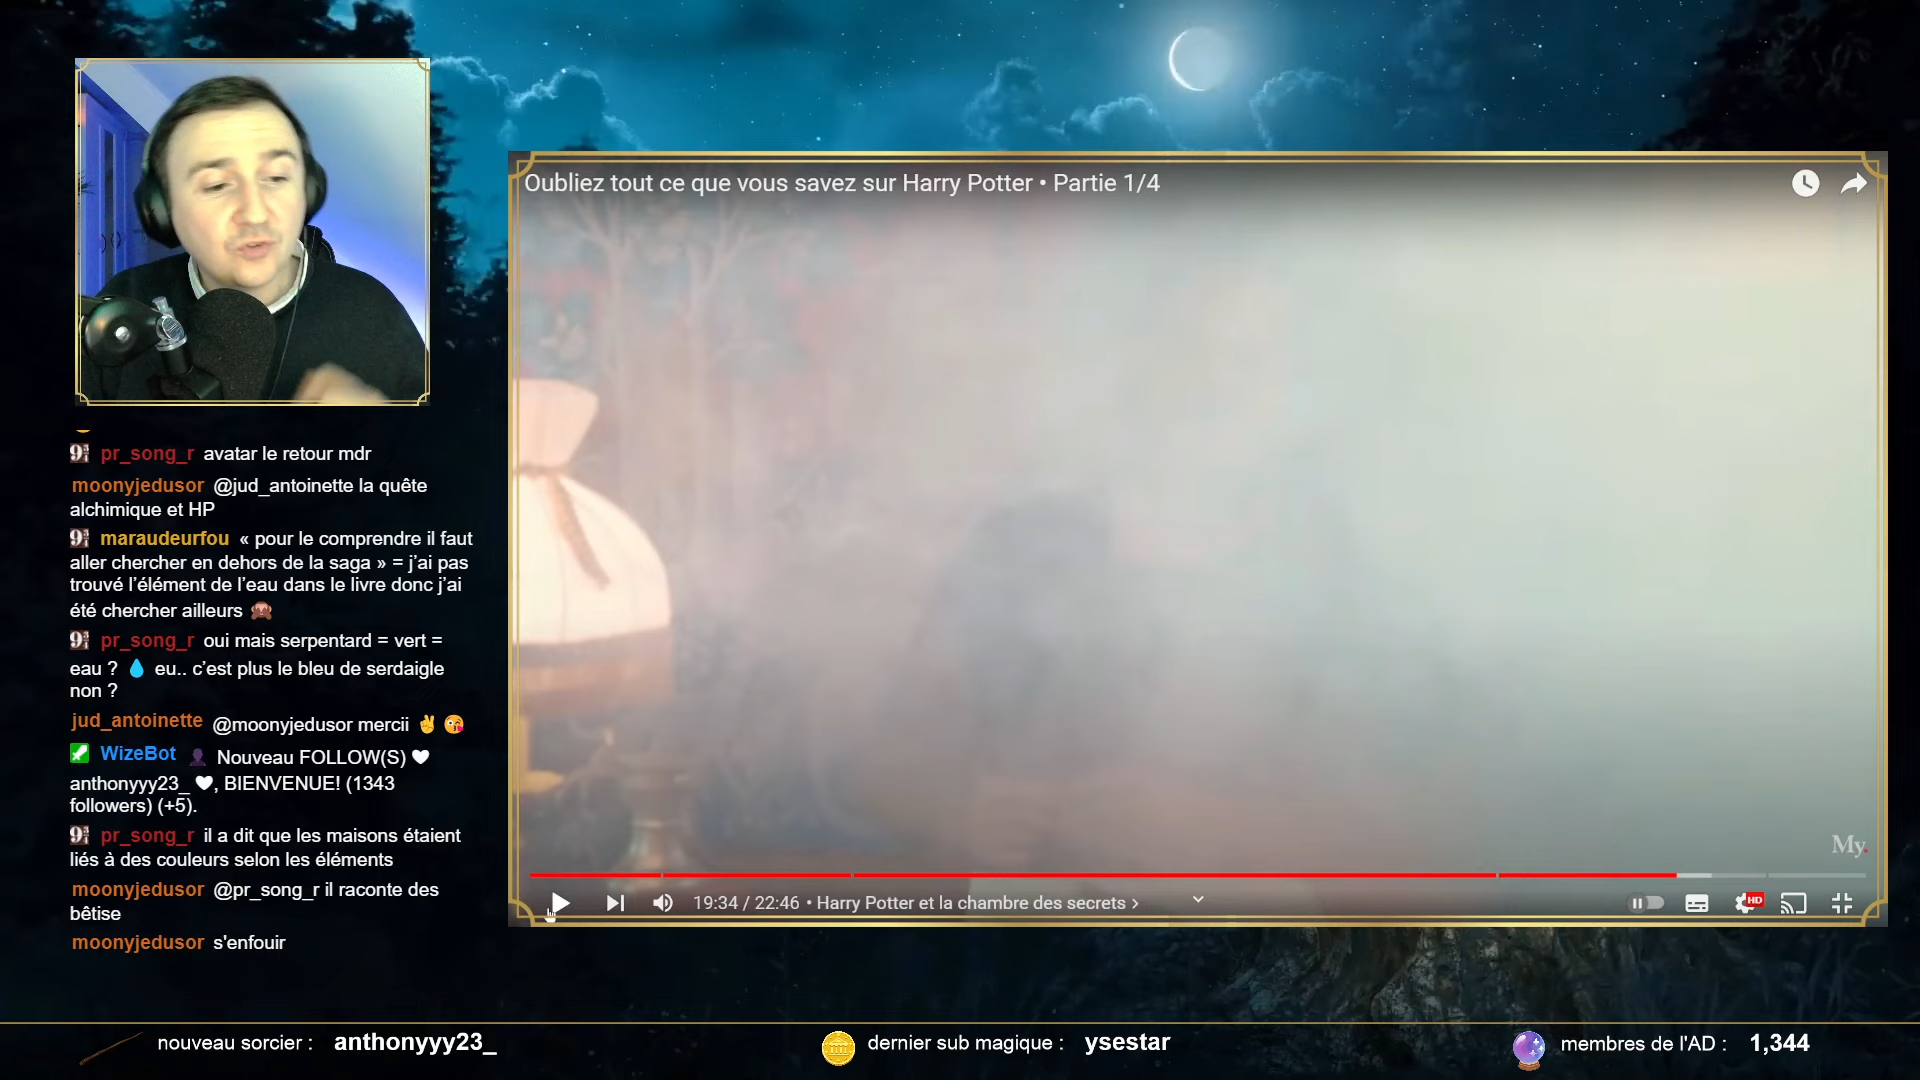 Oubliez tout ce que vous savez sur Harry Potter • Partie 1/4
pr_song_r avatar le retour mdr
moonyjedusor @jud_antoinette la quête
alchimique et HP
maraudeurfou « pour le comprendre il faut
aller chercher en dehors de la saga » = j'ai pas
trouvé l'élément de l'eau dans le livre donc j'ai
été chercher ailleurs 🙈
pr_song_r oui mais serpentard = vert =
eau ? 💧 eu.. c'est plus le bleu de serdaigle
non ?
jud_antoinette @moonyjedusor mercii ✌ 😘
WizeBot 👤 Nouveau FOLLOW(S) 🤍
anthonyyy23_ 🤍, BIENVENUE! (1343
followers) (+5).
pr_song_r il a dit que les maisons étaient
liés à des couleurs selon les éléments
moonyjedusor @pr_song_r il raconte des
bêtise
moonyjedusor s'enfouir
My.
19:34 / 22:46 • Harry Potter et la chambre des secrets ›
HD
nouveau sorcier : anthonyyy23_
dernier sub magique : ysestar
membres de l'AD : 1,344